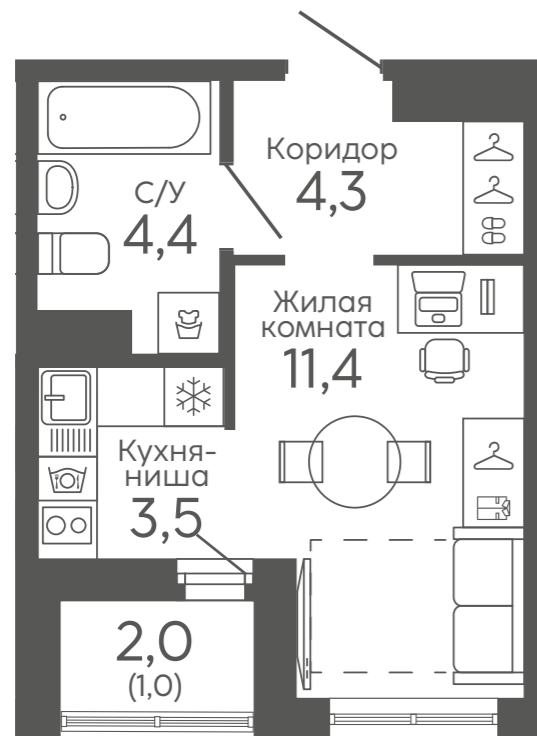 Коридор
4,3
С/У
4,4
Жилая
комната
11,4
Кухня-
ниша
3,5
2,0
(1,0)